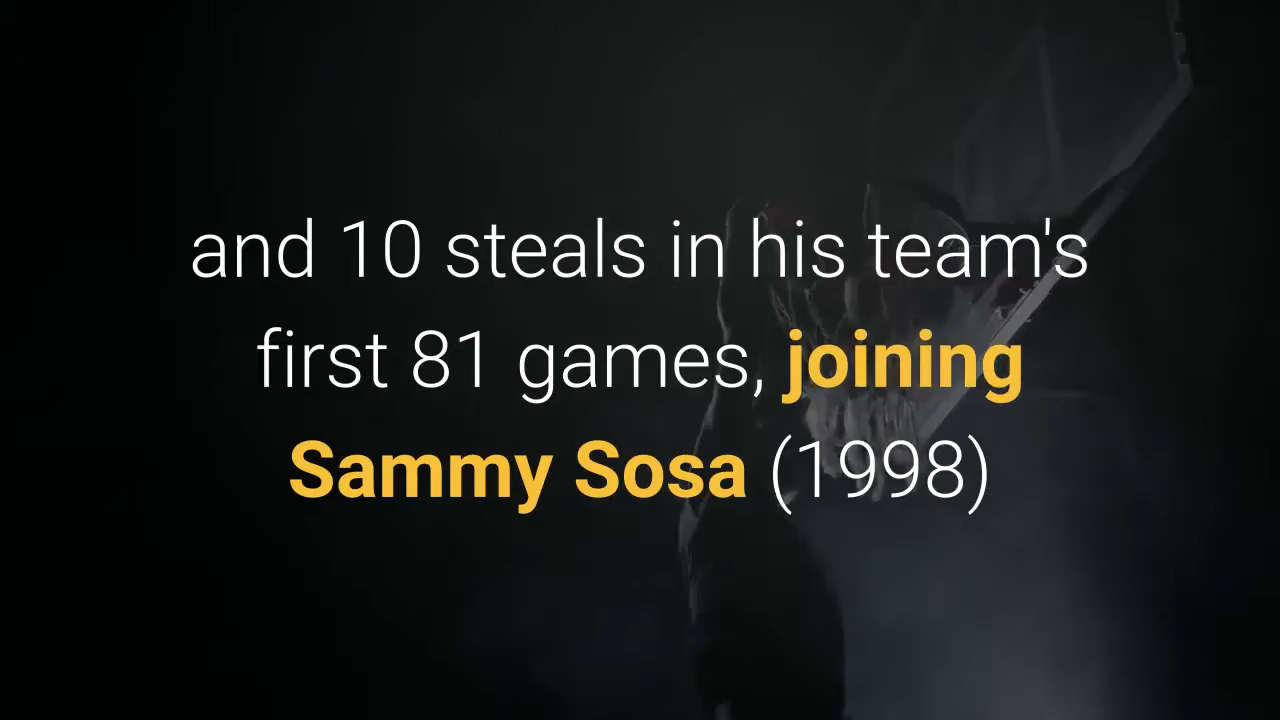 and 10 steals in his team's
first 81 games, joining
Sammy Sosa (1998)